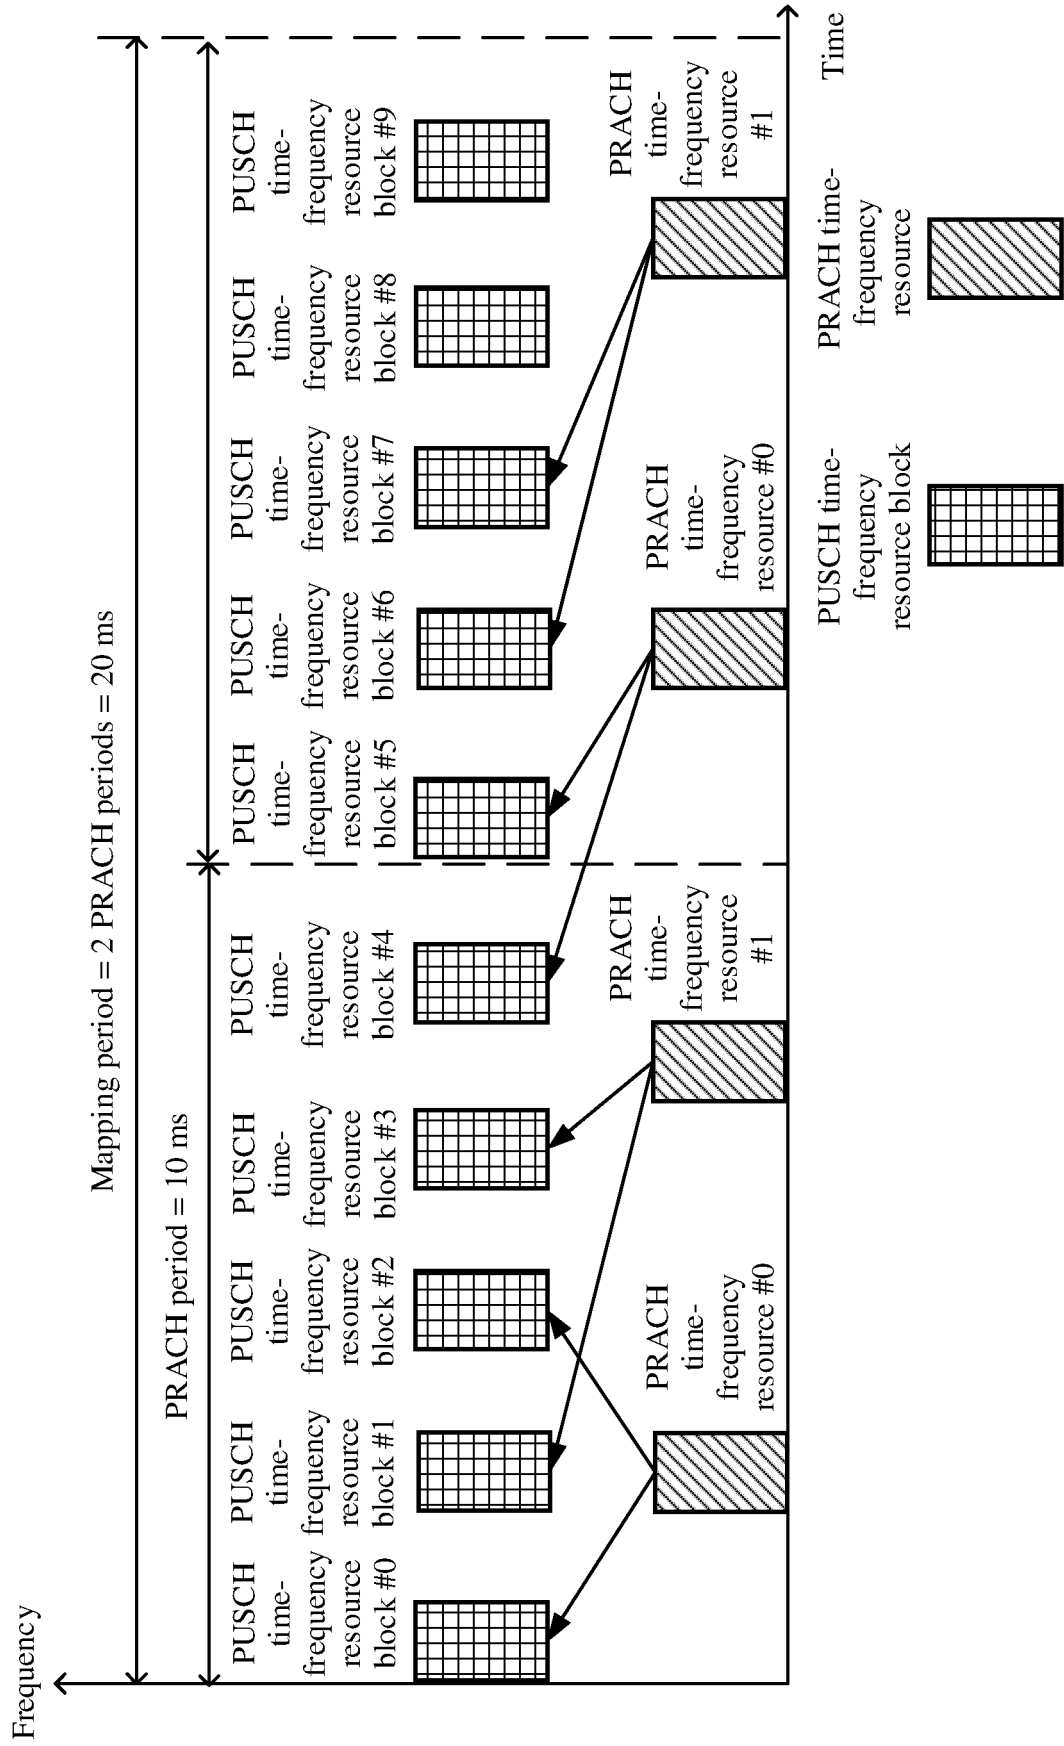 Frequency
Mapping period = 2 PRACH periods = 20 ms
PRACH period = 10 ms
PUSCH
time-
frequency
resource
block #0
PUSCH
time-
frequency
resource
block #1
PUSCH
time-
frequency
resource
block #2
PUSCH
time-
frequency
resource
block #3
PUSCH
time-
frequency
resource
block #4
PUSCH
time-
frequency
resource
block #5
PUSCH
time-
frequency
resource
block #6
PUSCH
time-
frequency
resource
block #7
PUSCH
time-
frequency
resource
block #8
PUSCH
time-
frequency
resource
block #9
PRACH
time-
frequency
resource #0
PRACH
time-
frequency
resource
#1
PRACH
time-
frequency
resource #0
PRACH
time-
frequency
resource
#1
Time
PUSCH time-
frequency
resource block
PRACH time-
frequency
resource